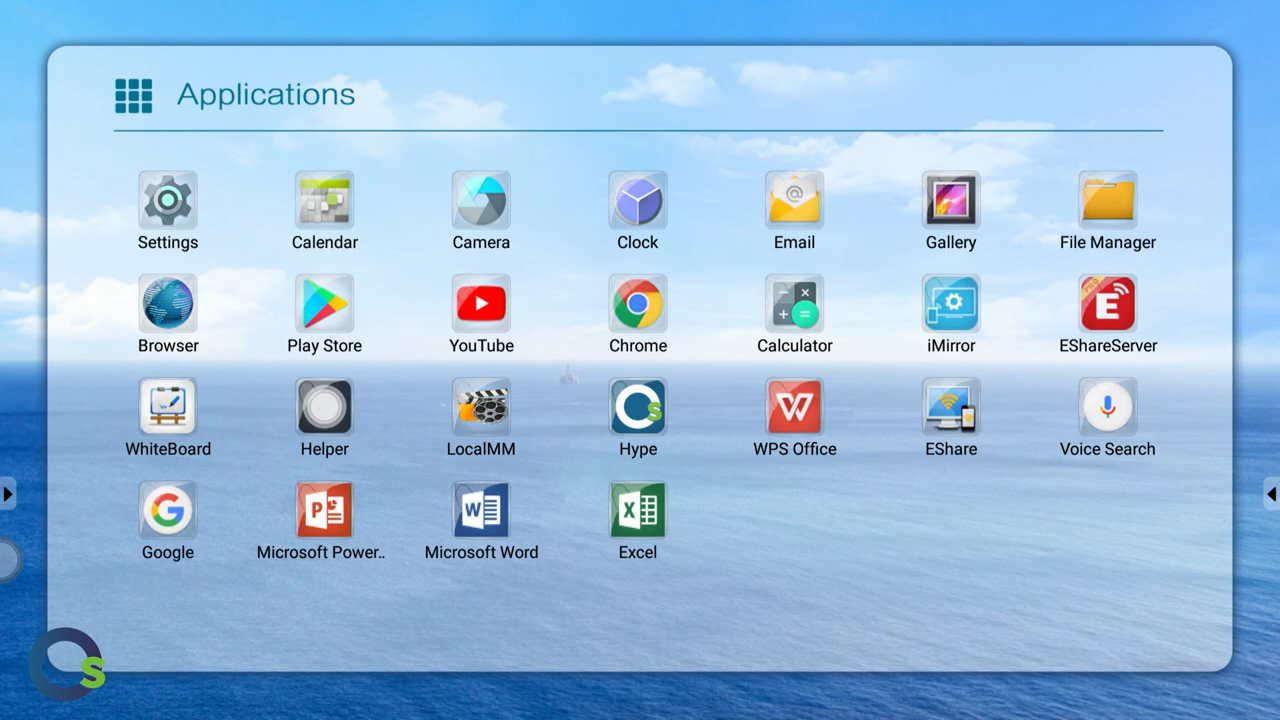 Applications
Settings
Calendar
Camera
Clock
Email
Gallery
File Manager
Browser
Play Store
YouTube
Chrome
Calculator
iMirror
EShareServer
WhiteBoard
Helper
LocalMM
Hype
WPS Office
EShare
Voice Search
Google
Microsoft Power..
Microsoft Word
Excel